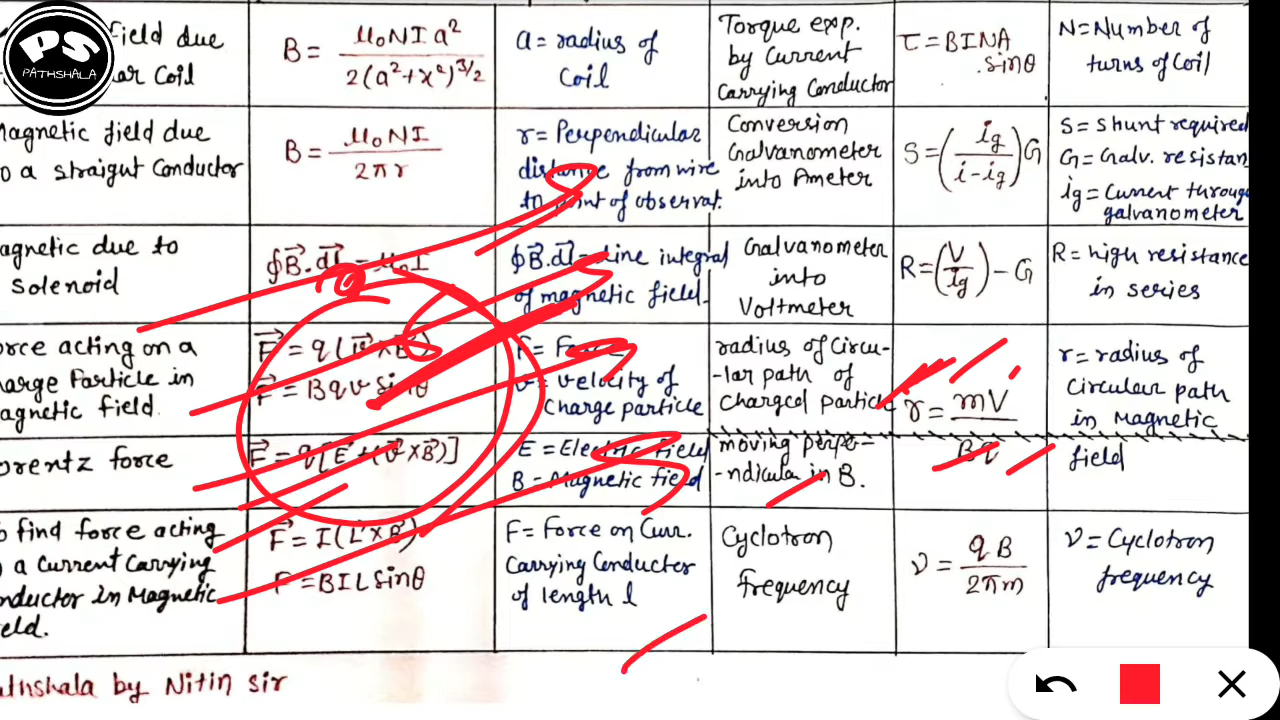 PS
PATHSHALA
field due
ar Coil
B = μ₀NIa² / 2(a²+x²)^3/2
a = radius of
Coil
Torque exp.
by Current
Carrying Conductor
τ = BINA
sinθ
N = Number of
turns of Coil
Magnetic field due
o a straigut Conductor
B = μ₀NI / 2πr
r = Perpendicular
distance from wire
to point of observat.
Conversion
Galvanometer
into Ameter
S = (ig / i-ig) G
S = shunt required
G = Galv. resistan
ig = Current through
galvanometer
agnetic due to
solenoid
∮B⃗.dl⃗ = μ₀I
∮B⃗.dl⃗ = Line integral
of magnetic field
Galvanometer
into
Voltmeter
R = (V / ig) - G
R = high resistance
in series
orce acting on a
harge Particle in
agnetic field.
F⃗ = q(v⃗ × B⃗)
F⃗ = Bqv sinθ
F = Force
v = velocity of
Charge particle
radius of Circu-
-lar path of
Charged particle
moving perpe-
-ndicular in B.
r = mV / Bq
r = radius of
Circular path
in Magnetic
field
orentz force
F⃗ = q[E⃗ + (v⃗ × B⃗)]
E = Electric Field
B = Magnetic field
o find force acting
a Current Carrying
nductor in Magnetic
eld.
F⃗ = I(L⃗ × B⃗)
F = BIL sinθ
F = Force on Curr.
Carrying Conductor
of length l
Cyclotron
frequency
ν = qB / 2πm
ν = Cyclotron
frequency
athshala by Nitin Sir